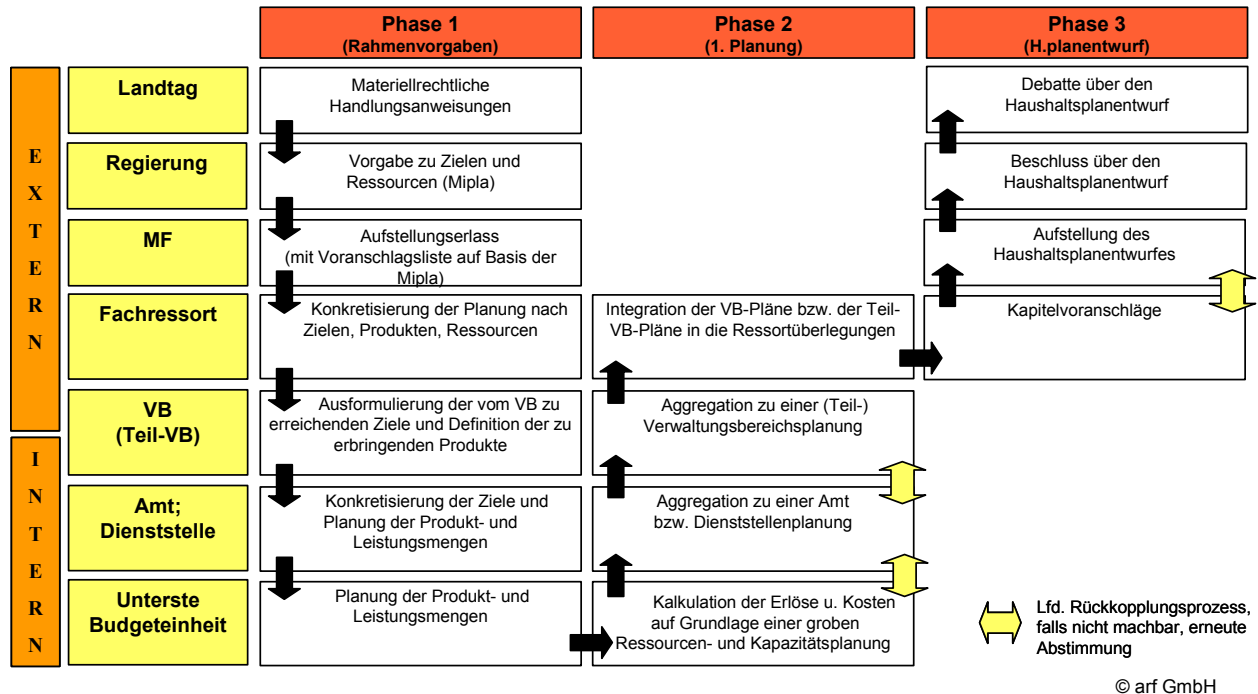 Phase 1
(Rahmenvorgaben)
Phase 2
(1. Planung)
Phase 3
(H.planentwurf)
EXTERN
Landtag
Materiellrechtliche
Handlungsanweisungen
Debatte über den
Haushaltsplanentwurf
Regierung
Vorgabe zu Zielen und
Ressourcen (Mipla)
Beschluss über den
Haushaltsplanentwurf
MF
Aufstellungserlass
(mit Voranschlagsliste auf Basis der
Mipla)
Aufstellung des
Haushaltsplanentwurfes
Fachressort
Konkretisierung der Planung nach
Zielen, Produkten, Ressourcen
Integration der VB-Pläne bzw. der Teil-
VB-Pläne in die Ressortüberlegungen
Kapitelvoranschläge
VB
(Teil-VB)
Ausformulierung der vom VB zu
erreichenden Ziele und Definition der zu
erbringenden Produkte
Aggregation zu einer (Teil-)
Verwaltungsbereichsplanung
INTERN
Amt;
Dienststelle
Konkretisierung der Ziele und
Planung der Produkt- und
Leistungsmengen
Aggregation zu einer Amt
bzw. Dienststellenplanung
Unterste
Budgeteinheit
Planung der Produkt- und
Leistungsmengen
Kalkulation der Erlöse u. Kosten
auf Grundlage einer groben
Ressourcen- und Kapazitätsplanung
Lfd. Rückkopplungsprozess,
falls nicht machbar, erneute
Abstimmung
© arf GmbH